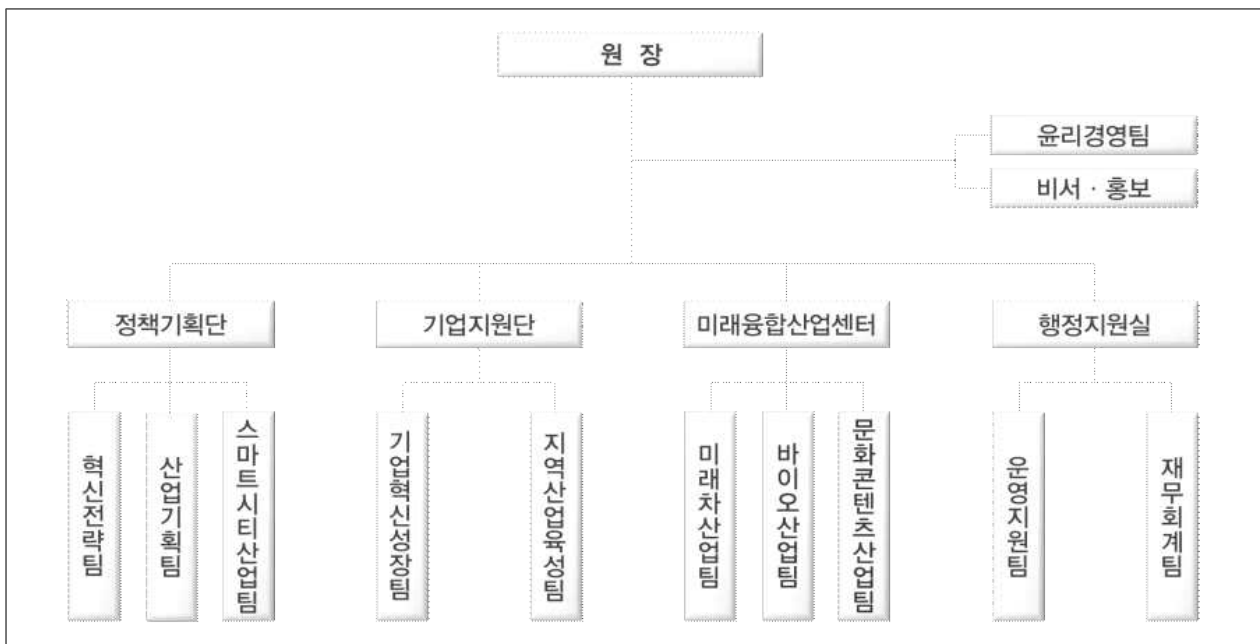 원 장
윤리경영팀
비서 · 홍보
정책기획단
기업지원단
미래융합산업센터
행정지원실
혁신전략팀
산업기획팀
스마트시티산업팀
기업혁신성장팀
지역산업육성팀
미래차산업팀
바이오산업팀
문화콘텐츠산업팀
운영지원팀
재무회계팀